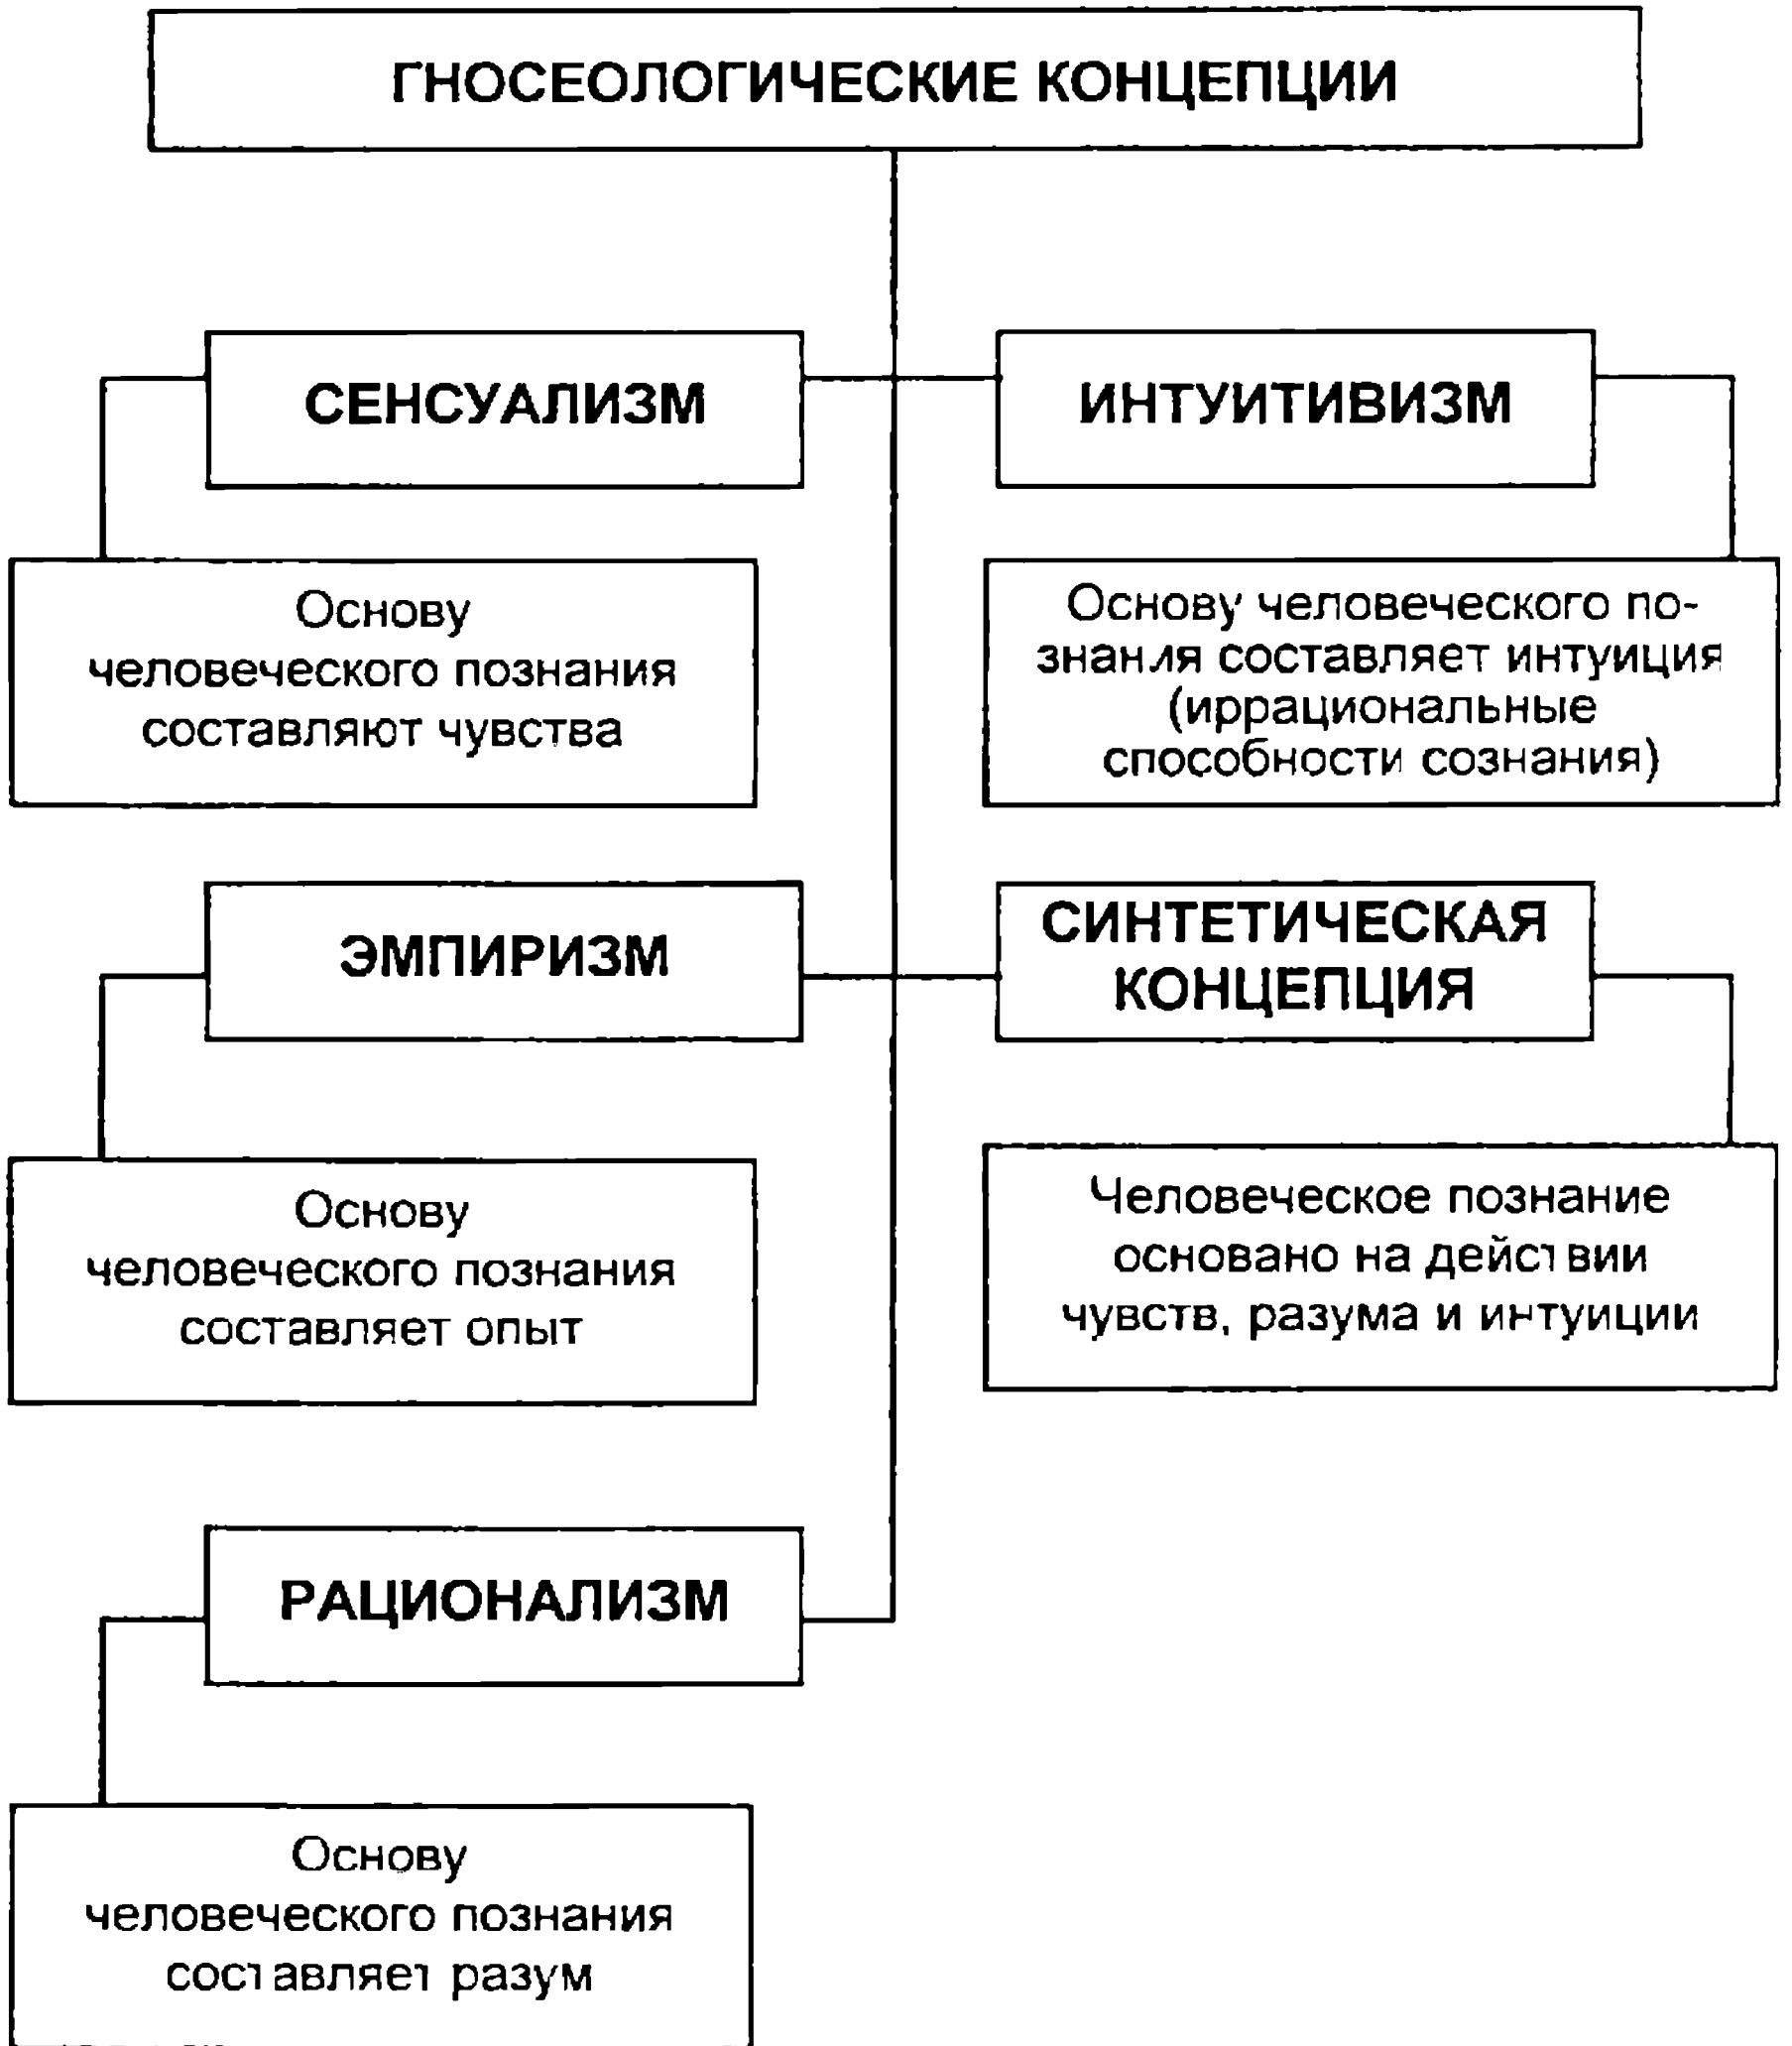 ГНОСЕОЛОГИЧЕСКИЕ КОНЦЕПЦИИ
СЕНСУАЛИЗМ
Основу
человеческого познания
составляют чувства
ИНТУИТИВИЗМ
Основу человеческого по-
знания составляет интуиция
(иррациональные
способности сознания)
ЭМПИРИЗМ
Основу
человеческого познания
составляет опыт
СИНТЕТИЧЕСКАЯ
КОНЦЕПЦИЯ
Человеческое познание
основано на действии
чувств, разума и интуиции
РАЦИОНАЛИЗМ
Основу
человеческого познания
составляет разум